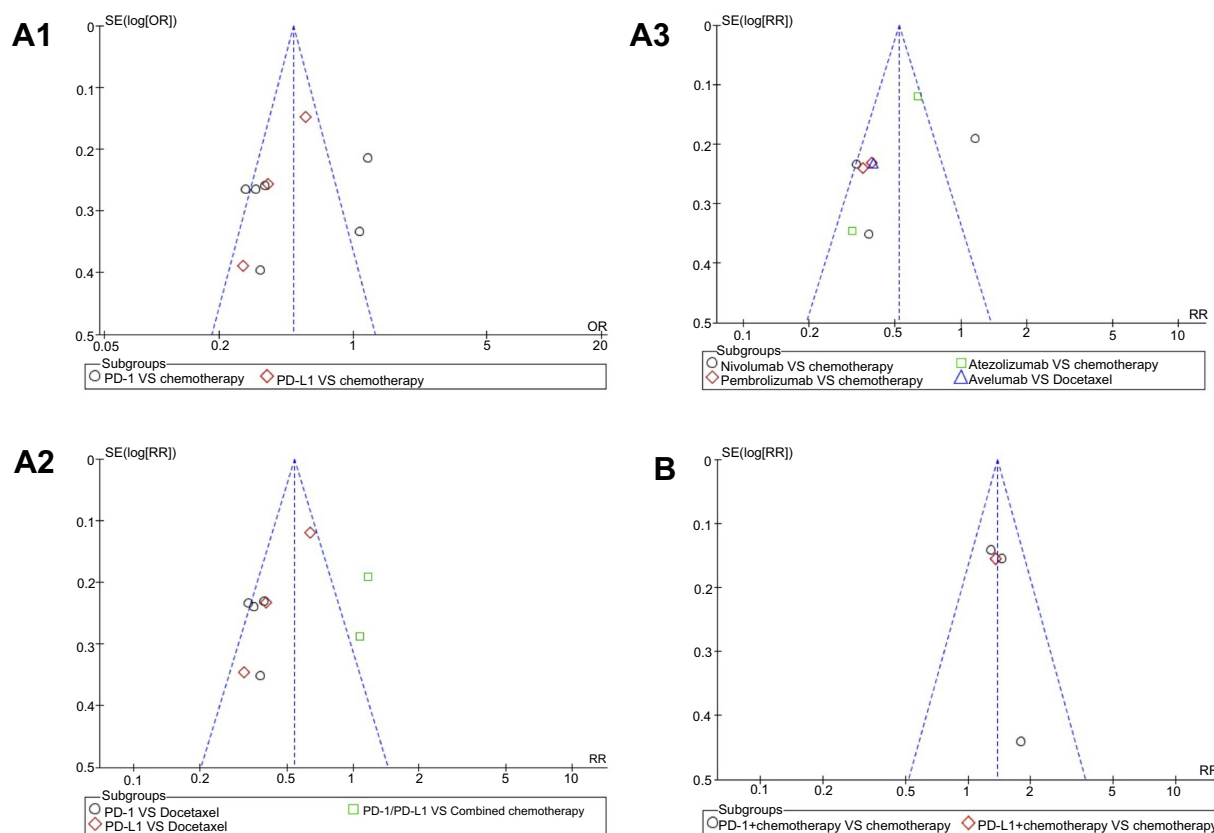 A1
SE(log[OR])
0
0.1
0.2
0.3
0.4
0.5
OR
0.05
0.2
1
5
20
Subgroups
PD-1 VS chemotherapy
PD-L1 VS chemotherapy
A3
SE(log[RR])
0
0.1
0.2
0.3
0.4
0.5
RR
0.1
0.2
0.5
1
2
5
10
Subgroups
Nivolumab VS chemotherapy
Atezolizumab VS chemotherapy
Pembrolizumab VS chemotherapy
Avelumab VS Docetaxel
A2
SE(log[RR])
0
0.1
0.2
0.3
0.4
0.5
RR
0.1
0.2
0.5
1
2
5
10
Subgroups
PD-1 VS Docetaxel
PD-1/PD-L1 VS Combined chemotherapy
PD-L1 VS Docetaxel
B
SE(log[RR])
0
0.1
0.2
0.3
0.4
0.5
RR
0.1
0.2
0.5
1
2
5
10
Subgroups
PD-1+chemotherapy VS chemotherapy
PD-L1+chemotherapy VS chemotherapy